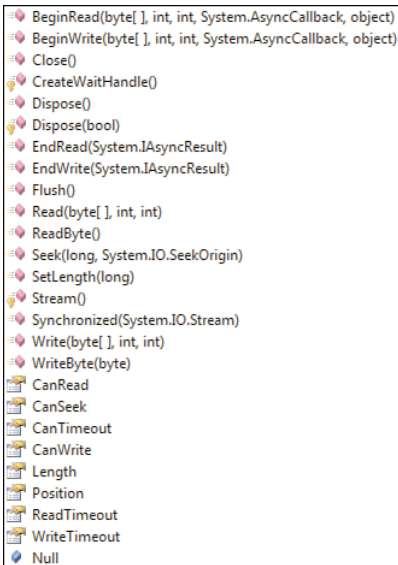 BeginRead(byte[ ], int, int, System.AsyncCallback, object)
BeginWrite(byte[ ], int, int, System.AsyncCallback, object)
Close()
CreateWaitHandle()
Dispose()
Dispose(bool)
EndRead(System.IAsyncResult)
EndWrite(System.IAsyncResult)
Flush()
Read(byte[ ], int, int)
ReadByte()
Seek(long, System.IO.SeekOrigin)
SetLength(long)
Stream()
Synchronized(System.IO.Stream)
Write(byte[ ], int, int)
WriteByte(byte)
CanRead
CanSeek
CanTimeout
CanWrite
Length
Position
ReadTimeout
WriteTimeout
Null